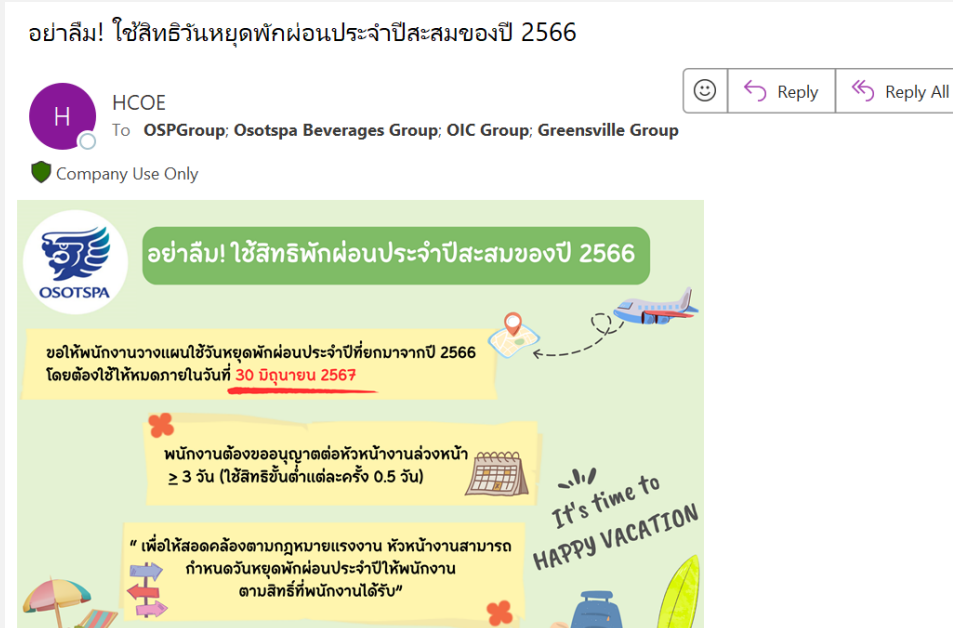 อย่าลืม! ใช้สิทธิวันหยุดพักผ่อนประจำปีสะสมของปี 2566
H
HCOE
To OSPGroup; Osotspa Beverages Group; OIC Group; Greensville Group
Reply
Reply All
Company Use Only
OSOTSPA
อย่าลืม! ใช้สิทธิพักผ่อนประจำปีสะสมของปี 2566
ขอให้พนักงานวางแผนใช้วันหยุดพักผ่อนประจำปีที่ยกมาจากปี 2566
โดยต้องใช้ให้หมดภายในวันที่ 30 มิถุนายน 2567
พนักงานต้องขออนุญาตต่อหัวหน้างานล่วงหน้า
≥ 3 วัน (ใช้สิทธิขั้นต่ำแต่ละครั้ง 0.5 วัน)
It's time to
HAPPY VACATION
“ เพื่อให้สอดคล้องตามกฎหมายแรงงาน หัวหน้างานสามารถ
กำหนดวันหยุดพักผ่อนประจำปีให้พนักงาน
ตามสิทธิ์ที่พนักงานได้รับ”